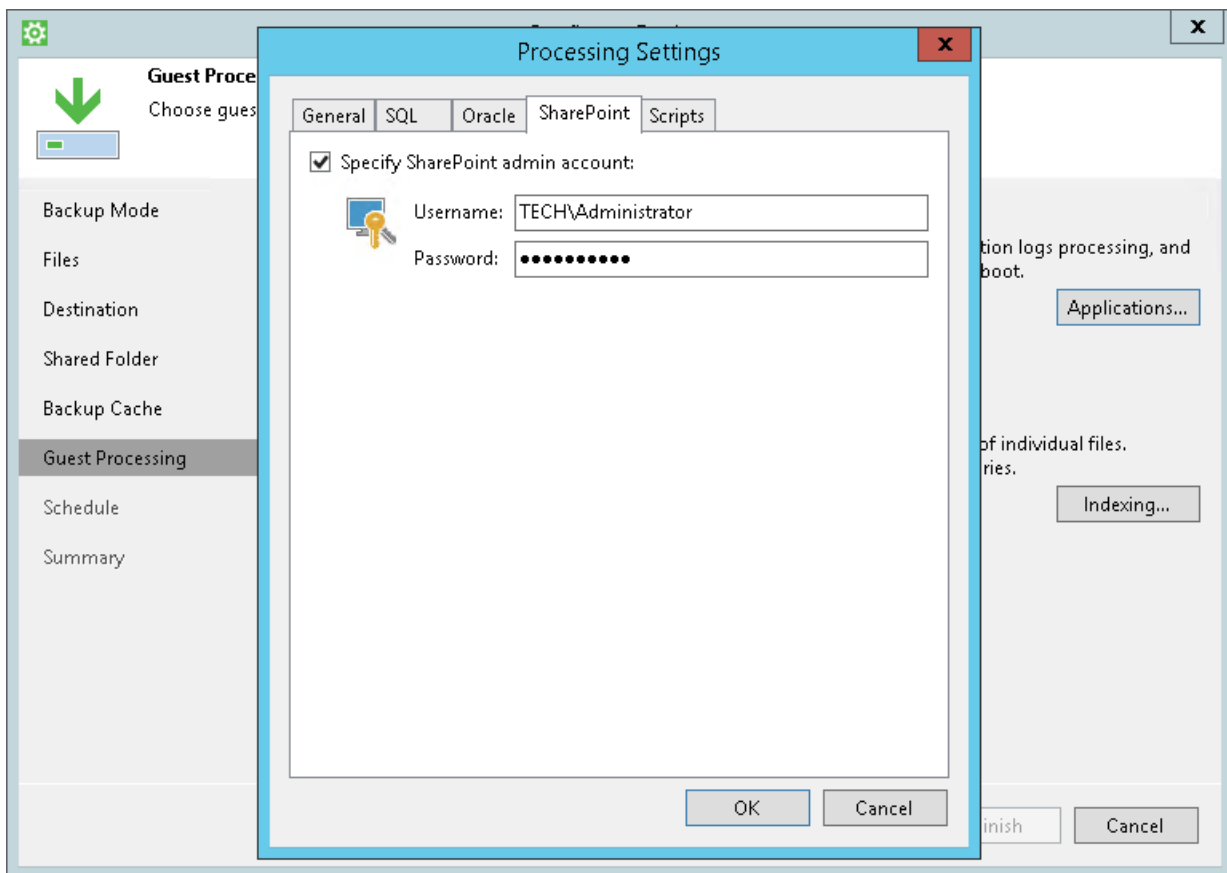 x
Processing Settings
x
Guest Proce
Choose gues
General
SQL
Oracle
SharePoint
Scripts
Specify SharePoint admin account:
Username:
TECH\Administrator
Password:
●●●●●●●●●●
Backup Mode
Files
Destination
Shared Folder
Backup Cache
Guest Processing
Schedule
Summary
tion logs processing, and
boot.
Applications...
of individual files.
ries.
Indexing...
OK
Cancel
inish
Cancel